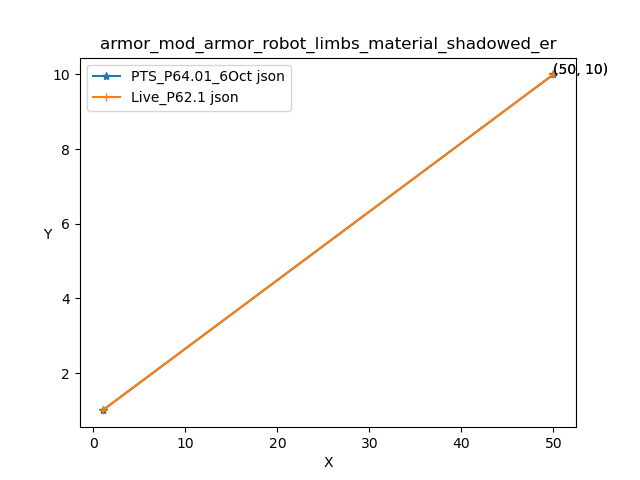 armor_mod_armor_robot_limbs_material_shadowed_er
PTS_P64.01_6Oct json
Live_P62.1 json
(50, 10)
10
8
6
4
2
Y
0 10 20 30 40 50
X